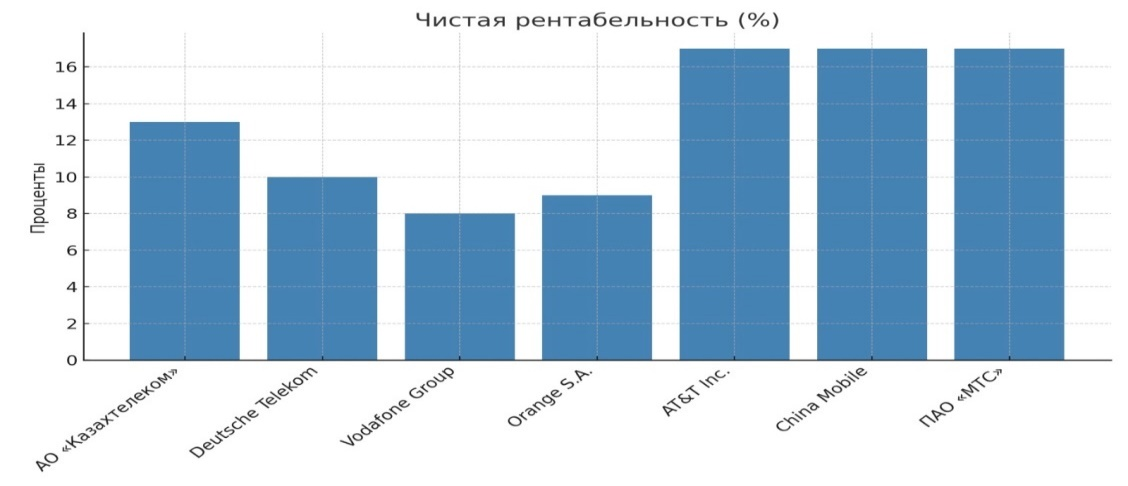 Чистая рентабельность (%)
Проценты
16
14
12
10
8
6
4
2
0
АО «Казахтелеком»
Deutsche Telekom
Vodafone Group
Orange S.A.
AT&T Inc.
China Mobile
ПАО «МТС»